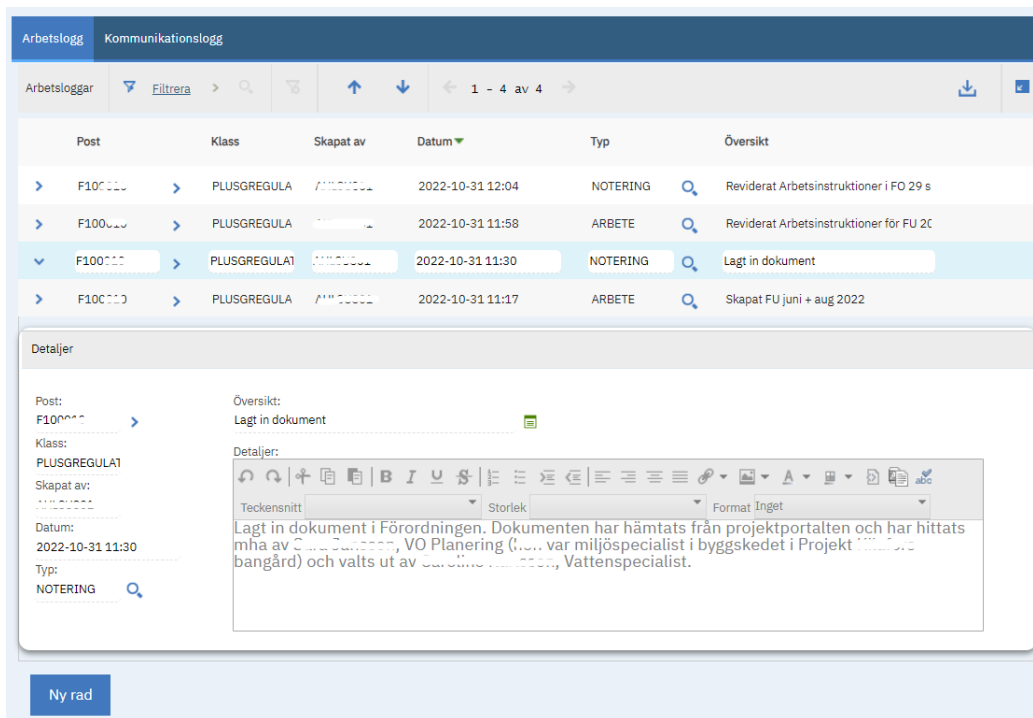 Arbetslogg Kommunikationslogg
Arbetsloggar Filtrera 1 - 4 av 4
Post Klass Skapat av Datum Typ Översikt
PLUSGREGULA 2022-10-31 12:04 NOTERING Reviderat Arbetsinstruktioner i FO 29 s
PLUSGREGULA 2022-10-31 11:58 ARBETE Reviderat Arbetsinstruktioner för FU 20
PLUSGREGULAT 2022-10-31 11:30 NOTERING Lagt in dokument
PLUSGREGULA 2022-10-31 11:17 ARBETE Skapat FU juni + aug 2022
Detaljer
Post: Översikt:
Lagt in dokument
Klass:
Detaljer:
PLUSGREGULAT
Skapat av:
Teckensnitt Storlek Format Inget
Datum:
2022-10-31 11:30
Typ:
NOTERING
Lagt in dokument i Förordningen. Dokumenten har hämtats från projektportalten och har hittats
mha av VO Planering ( var miljöspecialist i byggskedet i Projekt
bangård) och valts ut av , Vattenspecialist.
Ny rad